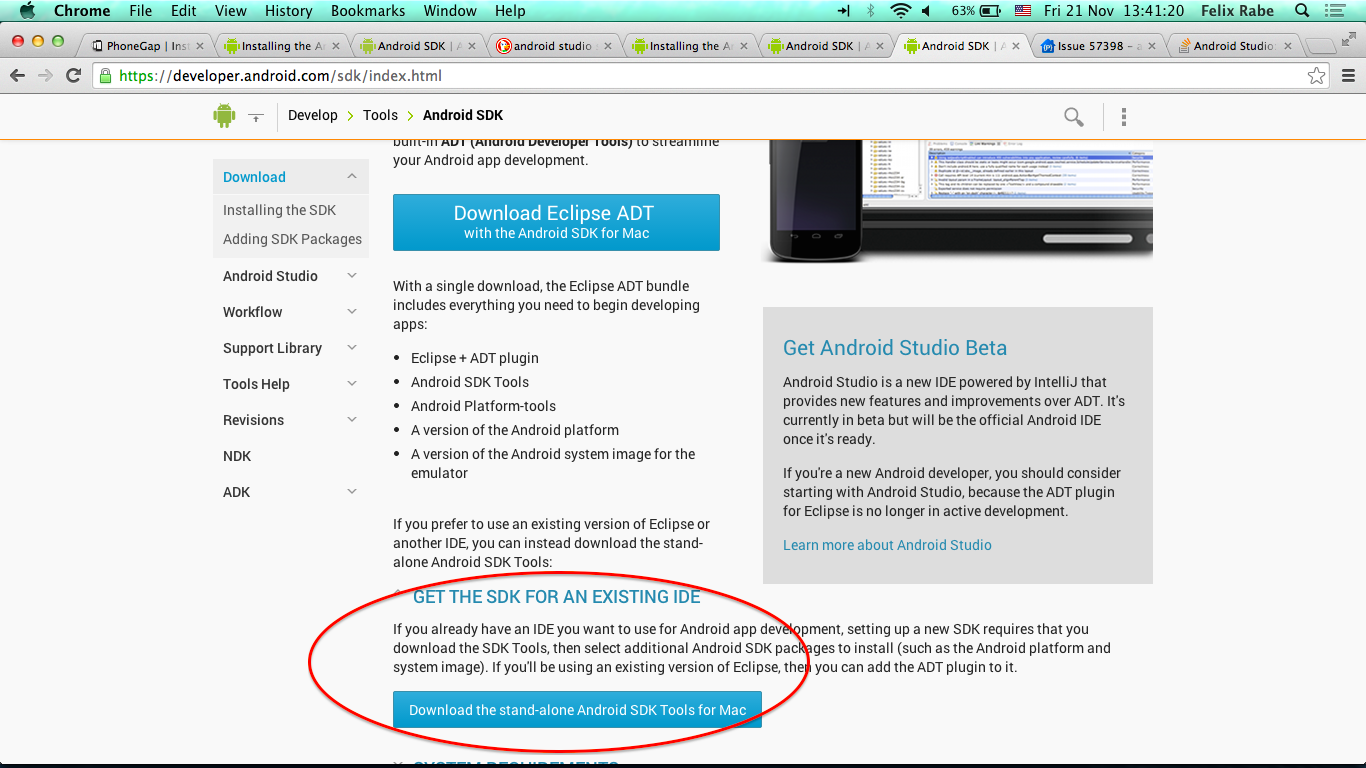 Chrome File Edit View History Bookmarks Window Help 63% Fri 21 Nov 13:41:20 Felix Rabe
PhoneGap | Inst Installing the A Android SDK | A android studio Installing the A Android SDK | A Android SDK | A Issue 57398 - a Android Studio
https://developer.android.com/sdk/index.html
Develop Tools Android SDK
built-in ADT (Android Developer Tools) to streamline
your Android app development.
Download
Installing the SDK
Adding SDK Packages
Android Studio
Workflow
Support Library
Tools Help
Revisions
NDK
ADK
Download Eclipse ADT
with the Android SDK for Mac
With a single download, the Eclipse ADT bundle
includes everything you need to begin developing
apps:
• Eclipse + ADT plugin
• Android SDK Tools
• Android Platform-tools
• A version of the Android platform
• A version of the Android system image for the
emulator
If you prefer to use an existing version of Eclipse or
another IDE, you can instead download the stand-
alone Android SDK Tools:
GET THE SDK FOR AN EXISTING IDE
If you already have an IDE you want to use for Android app development, setting up a new SDK requires that you
download the SDK Tools, then select additional Android SDK packages to install (such as the Android platform and
system image). If you'll be using an existing version of Eclipse, then you can add the ADT plugin to it.
Download the stand-alone Android SDK Tools for Mac
SYSTEM REQUIREMENTS
Get Android Studio Beta
Android Studio is a new IDE powered by IntelliJ that
provides new features and improvements over ADT. It's
currently in beta but will be the official Android IDE
once it's ready.
If you're a new Android developer, you should consider
starting with Android Studio, because the ADT plugin
for Eclipse is no longer in active development.
Learn more about Android Studio